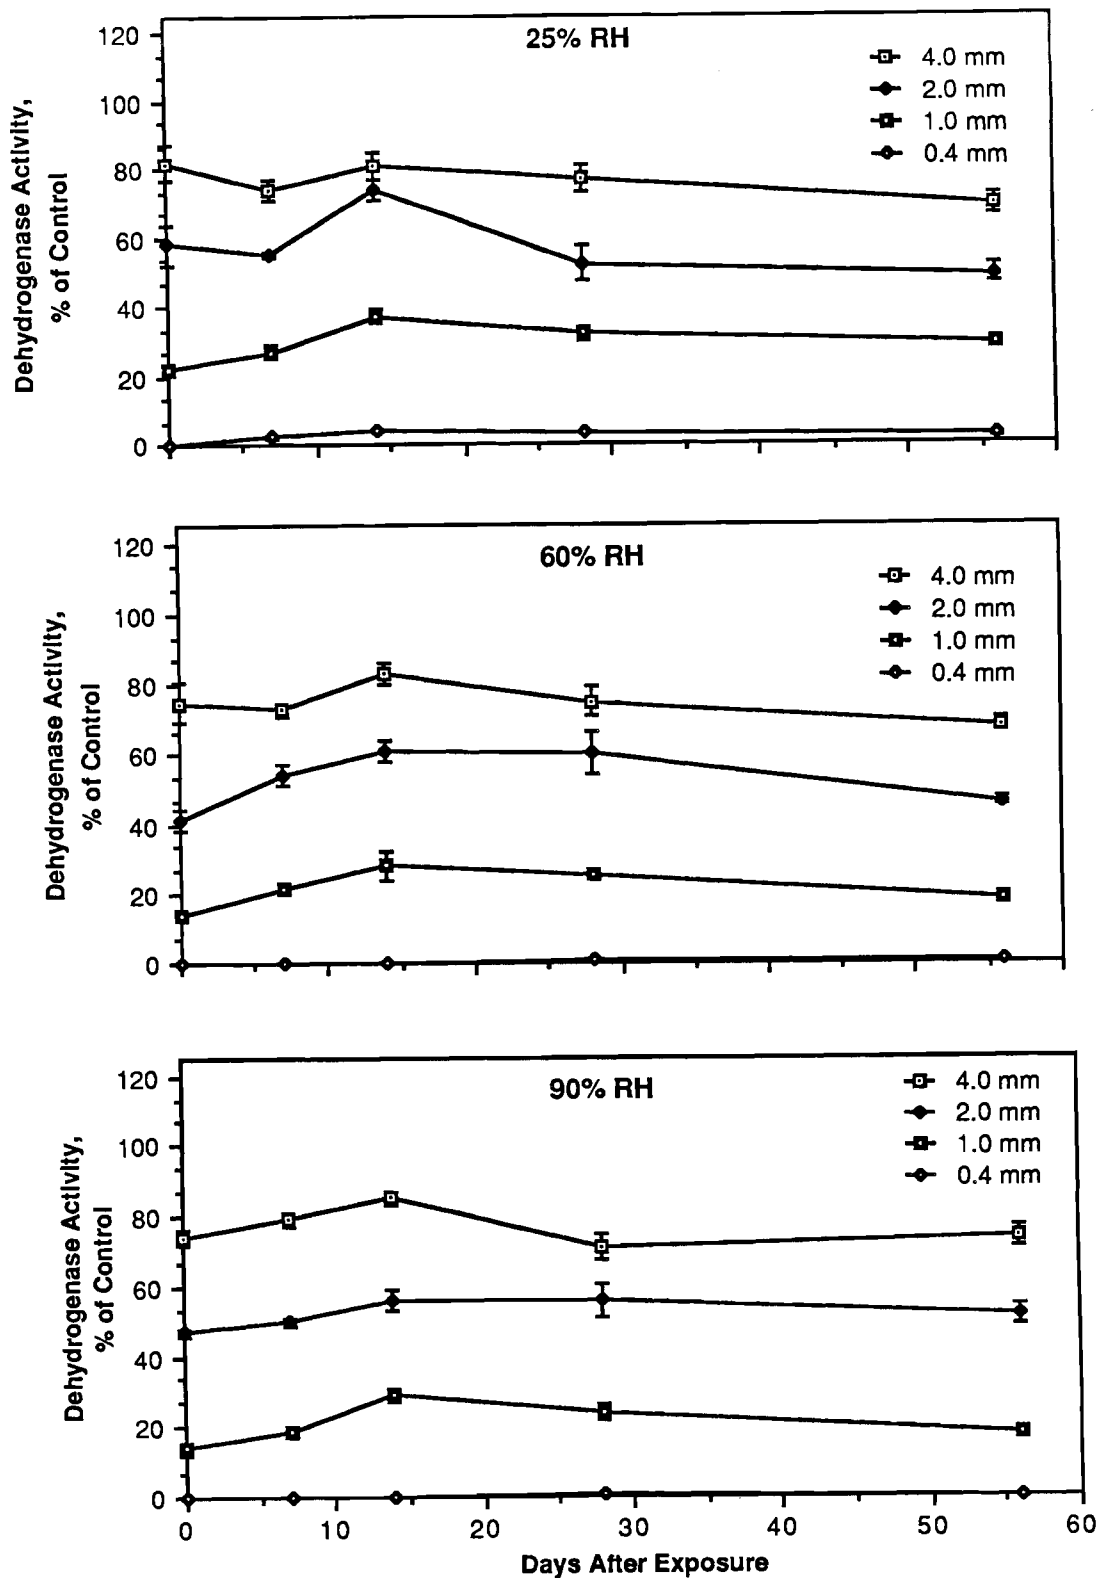 25% RH
Dehydrogenase Activity,
% of Control
120
100
80
60
40
20
0
4.0 mm
2.0 mm
1.0 mm
0.4 mm
60% RH
Dehydrogenase Activity,
% of Control
120
100
80
60
40
20
0
4.0 mm
2.0 mm
1.0 mm
0.4 mm
90% RH
Dehydrogenase Activity,
% of Control
120
100
80
60
40
20
0
4.0 mm
2.0 mm
1.0 mm
0.4 mm
0 10 20 30 40 50 60
Days After Exposure